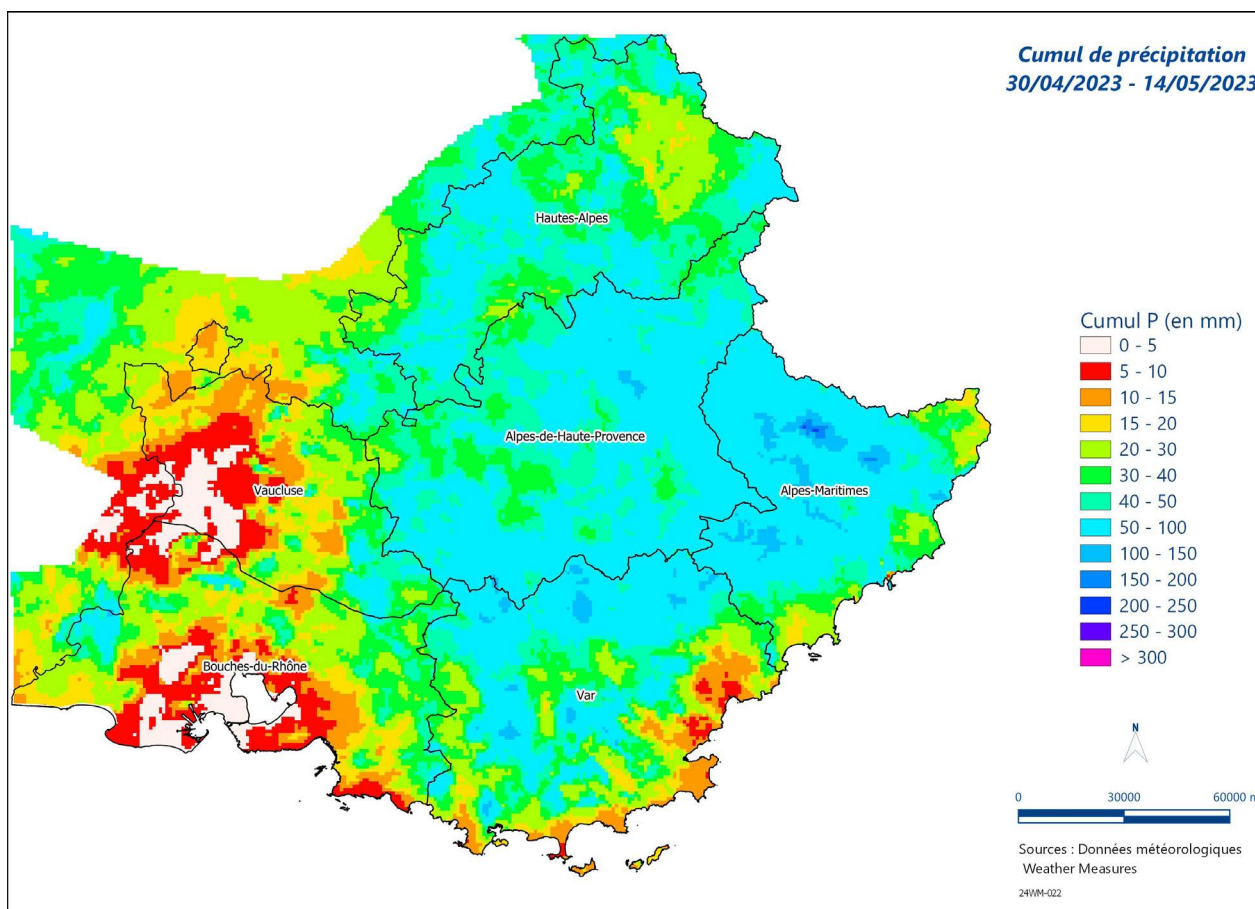 Cumul de précipitation
30/04/2023 - 14/05/2023
Hautes-Alpes
Cumul P (en mm)
0 - 5
5 - 10
10 - 15
15 - 20
20 - 30
30 - 40
40 - 50
50 - 100
100 - 150
150 - 200
200 - 250
250 - 300
> 300
Alpes-de-Haute-Provence
Vaucluse
Alpes-Maritimes
Bouches-du-Rhône
Var
N
0 30000 60000 m
Sources : Données météorologiques
Weather Measures
24WM-022